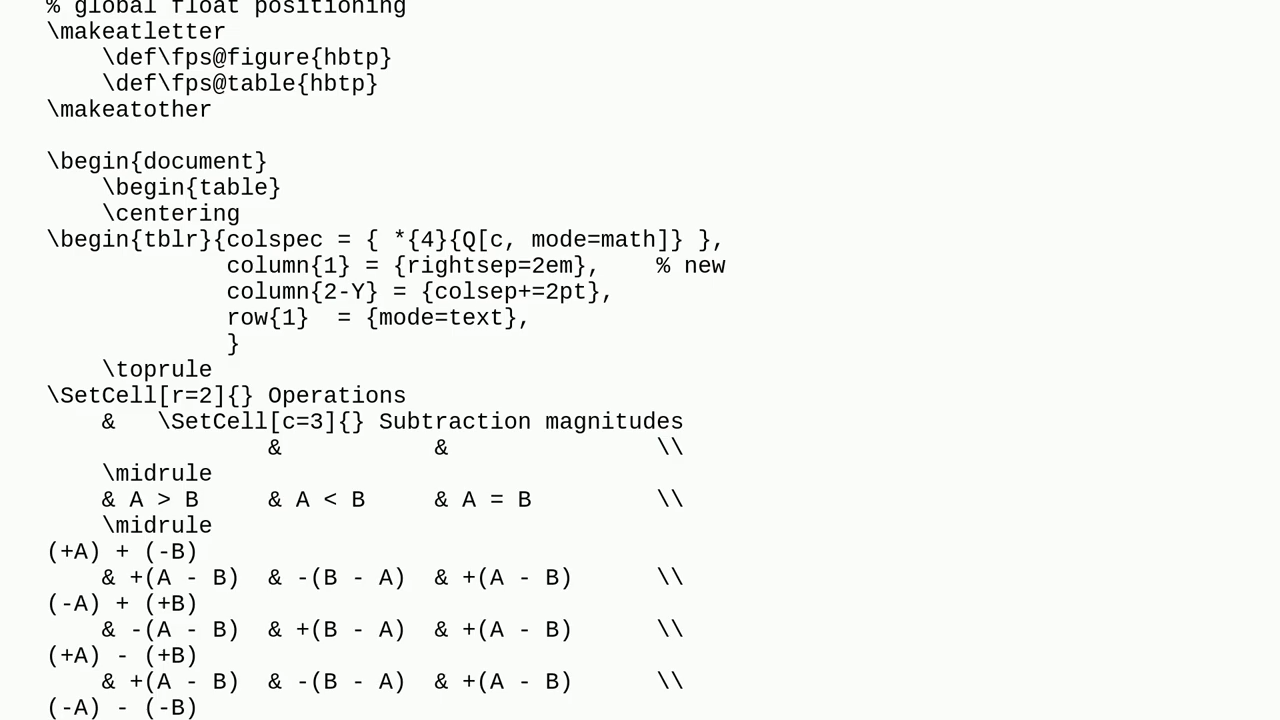 % global float positioning
\makeatletter
    \def\fps@figure{hbtp}
    \def\fps@table{hbtp}
\makeatother

\begin{document}
    \begin{table}
    \centering
\begin{tblr}{colspec = { *{4}{Q[c, mode=math]} },
             column{1} = {rightsep=2em},    % new
             column{2-Y} = {colsep+=2pt},
             row{1}  = {mode=text},
             }
    \toprule
\SetCell[r=2]{} Operations
    &   \SetCell[c=3]{} Subtraction magnitudes
                &           &               \\
    \midrule
    & A > B     & A < B     & A = B         \\
    \midrule
(+A) + (-B)
    & +(A - B)  & -(B - A)  & +(A - B)      \\
(-A) + (+B)
    & -(A - B)  & +(B - A)  & +(A - B)      \\
(+A) - (+B)
    & +(A - B)  & -(B - A)  & +(A - B)      \\
(-A) - (-B)